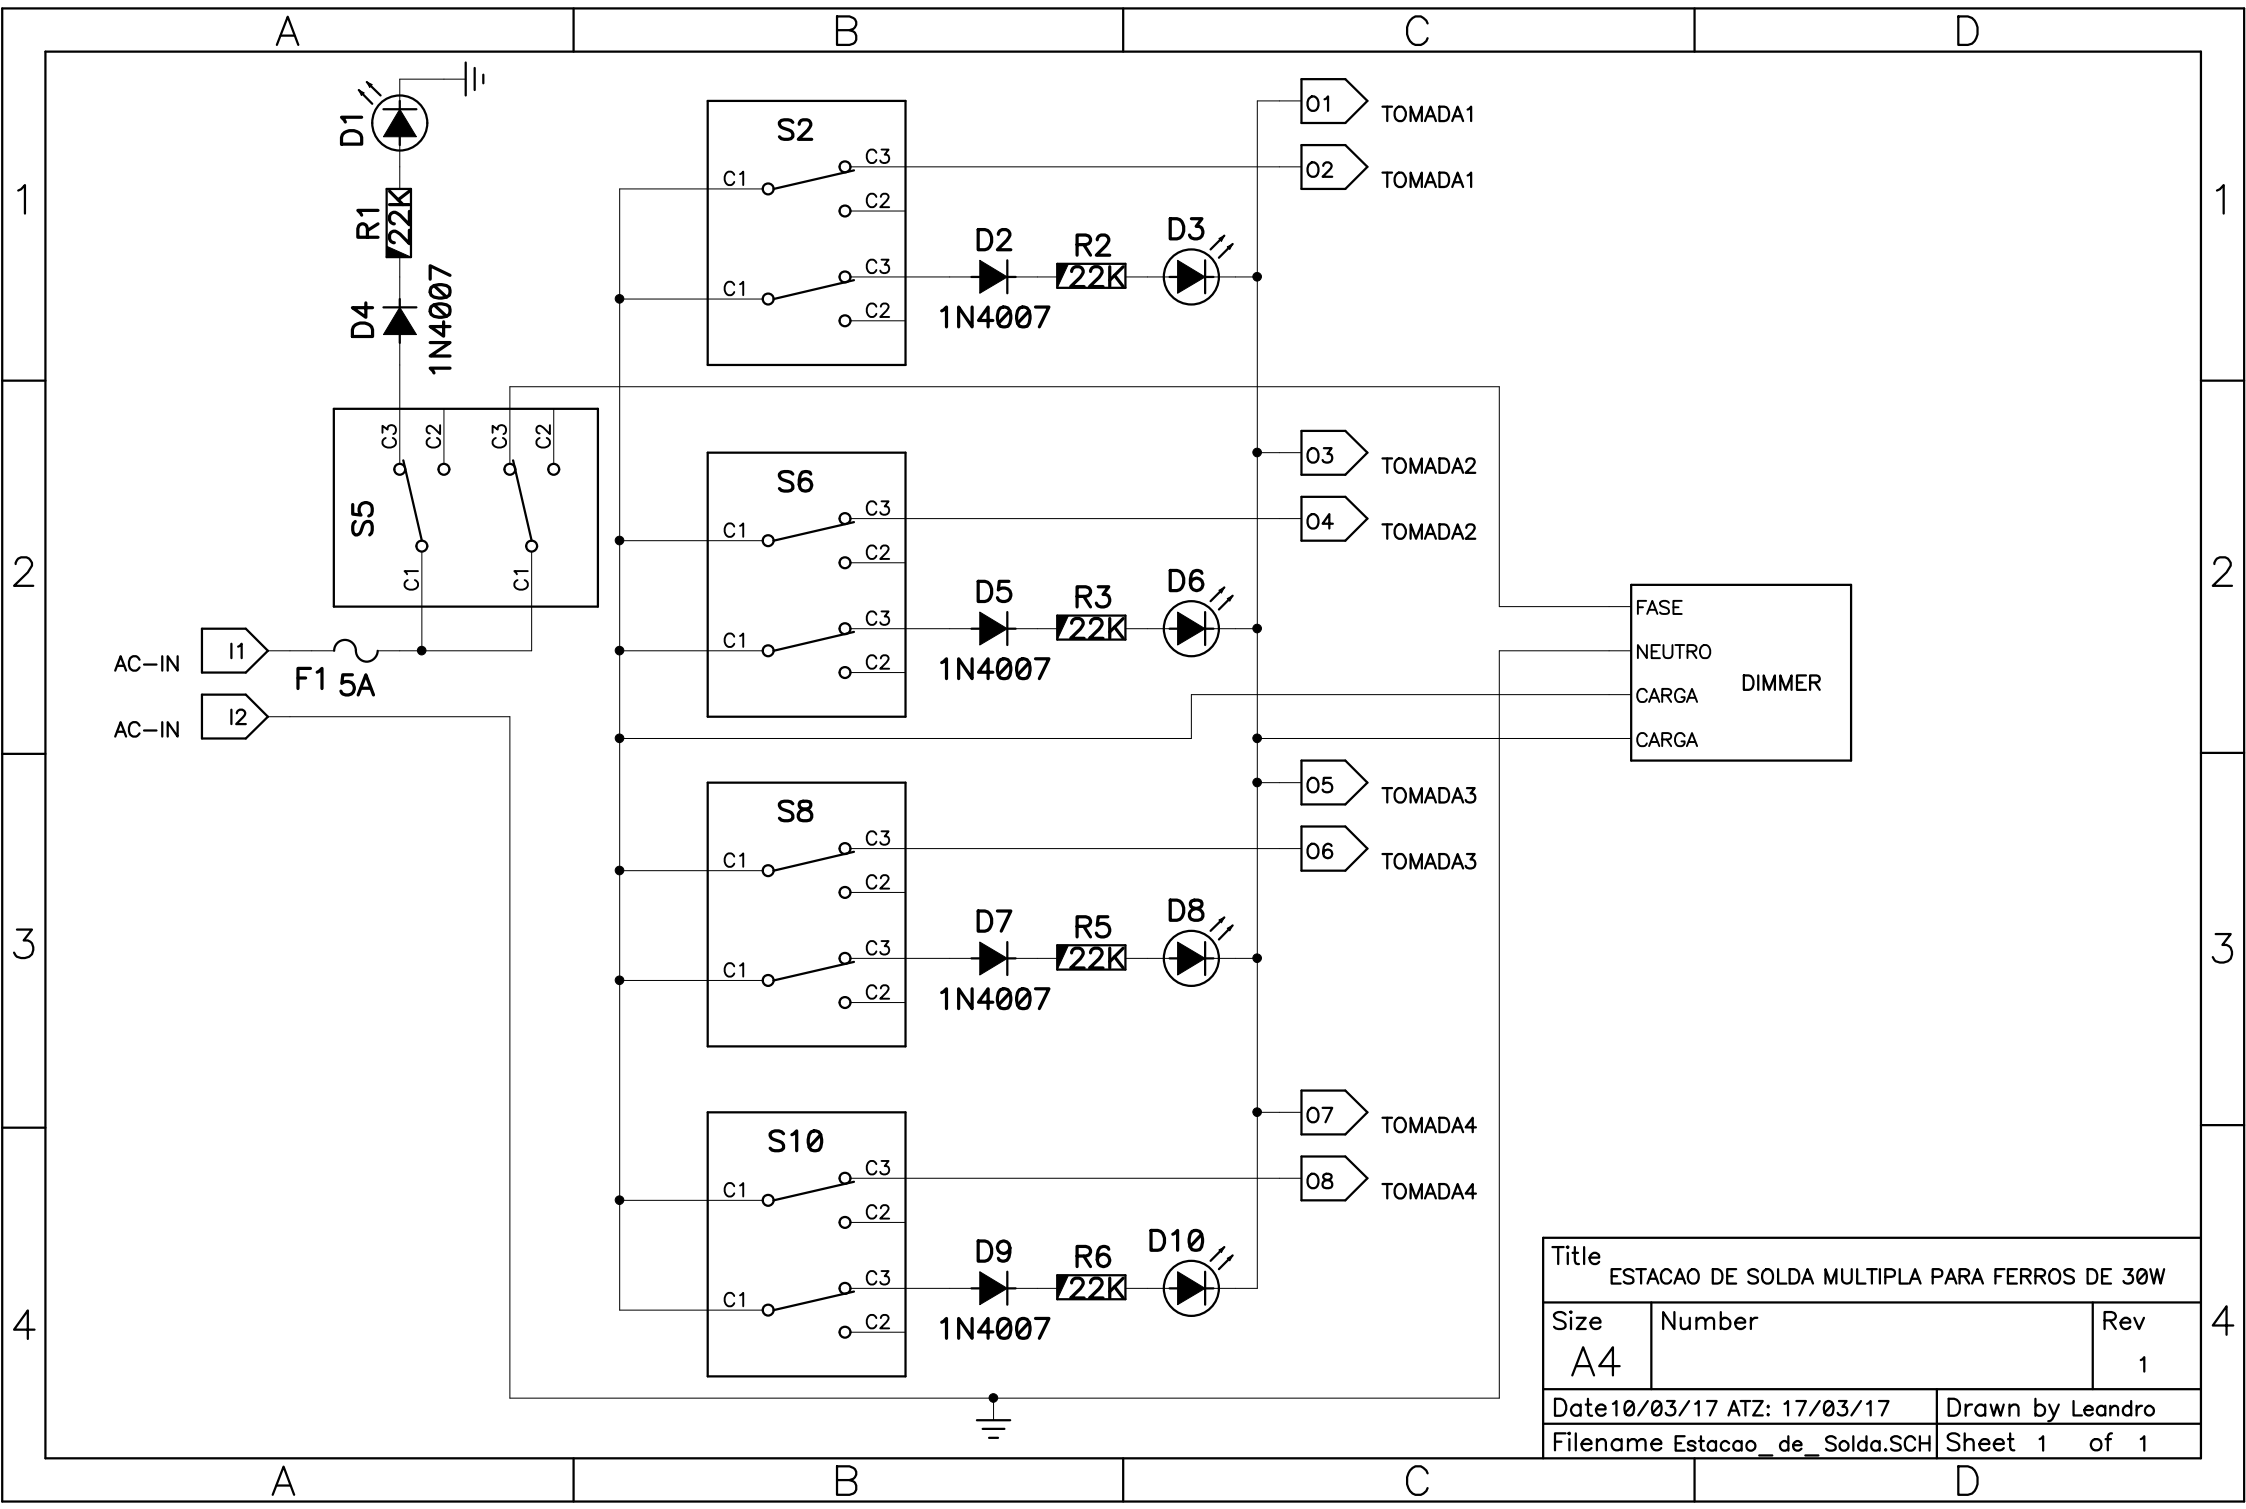 A B C D
1 1
D1
R1 22K
D4 1N4007
C3 C2 C3 C2
S5
C1 C1
AC-IN I1
F1 5A
AC-IN I2
S2
C1 C3
C2
C1 C3
C2
D2
1N4007
R2
22K
D3
O1 TOMADA1
O2 TOMADA1
2 2
S6
C1 C3
C2
C1 C3
C2
D5
1N4007
R3
22K
D6
O3 TOMADA2
O4 TOMADA2
FASE
NEUTRO
CARGA
CARGA
DIMMER
3 3
S8
C1 C3
C2
C1 C3
C2
D7
1N4007
R5
22K
D8
O5 TOMADA3
O6 TOMADA3
4 4
S10
C1 C3
C2
C1 C3
C2
D9
1N4007
R6
22K
D10
O7 TOMADA4
O8 TOMADA4
Title
ESTACAO DE SOLDA MULTIPLA PARA FERROS DE 30W
Size Number Rev
A4 1
Date10/03/17 ATZ: 17/03/17 Drawn by Leandro
Filename Estacao_de_Solda.SCH Sheet 1 of 1
A B C D